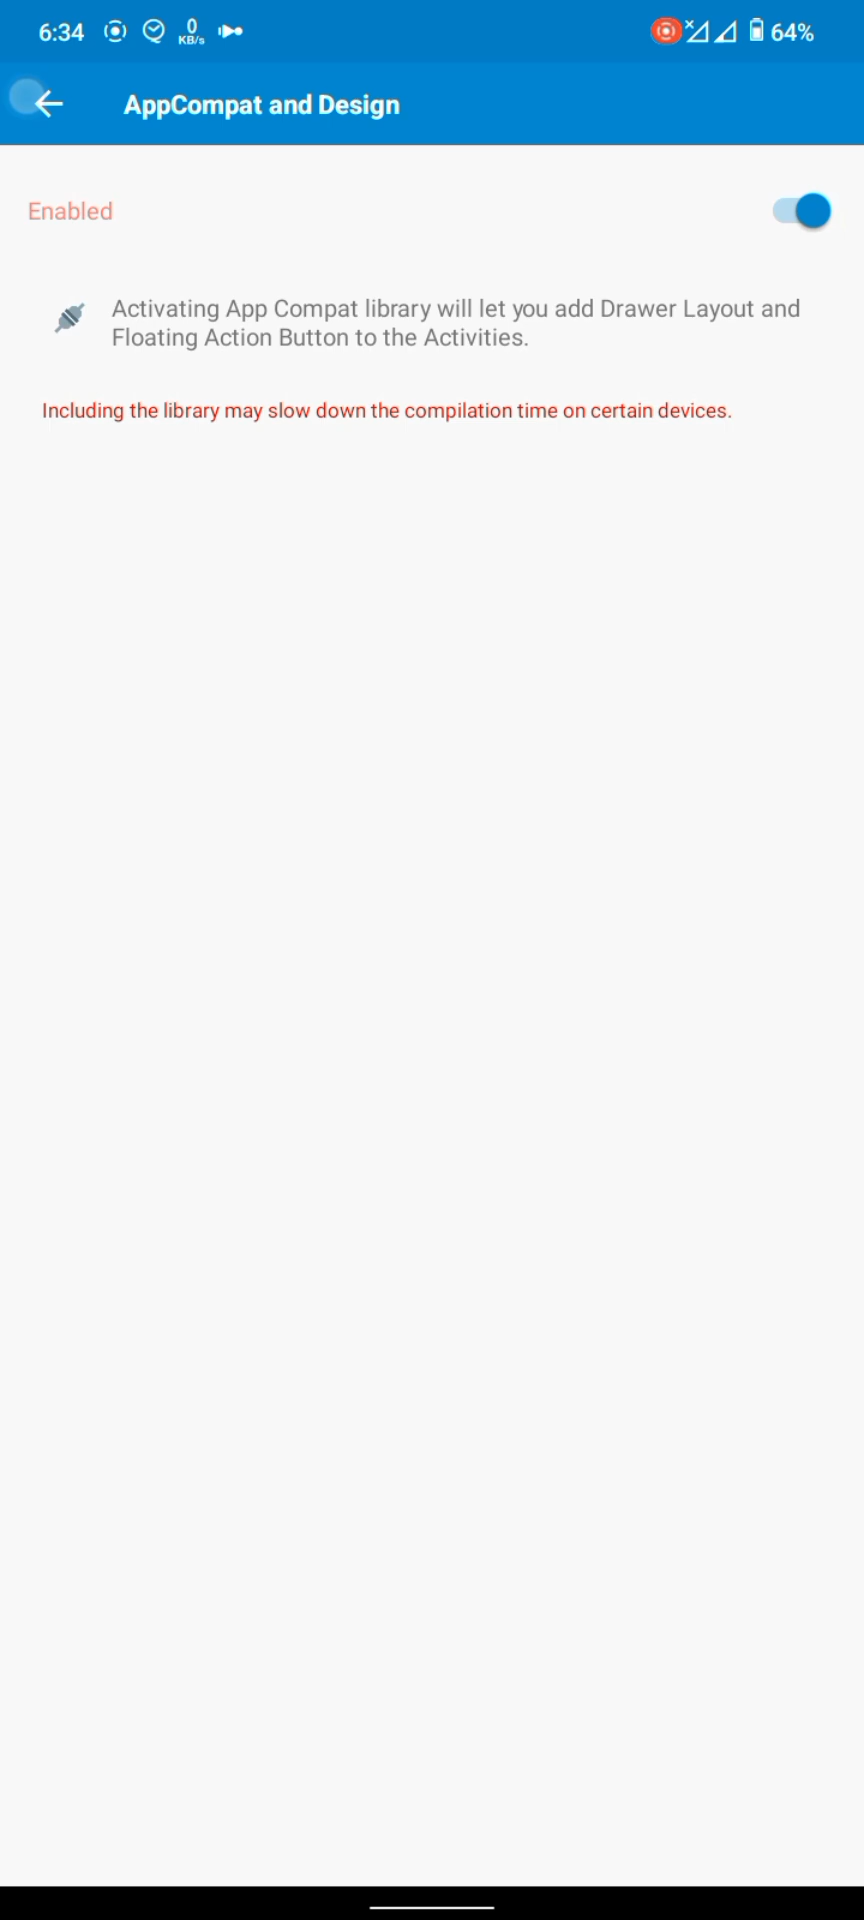 6:34
0
KB/s
64%
AppCompat and Design
Enabled
Activating App Compat library will let you add Drawer Layout and
Floating Action Button to the Activities.
Including the library may slow down the compilation time on certain devices.